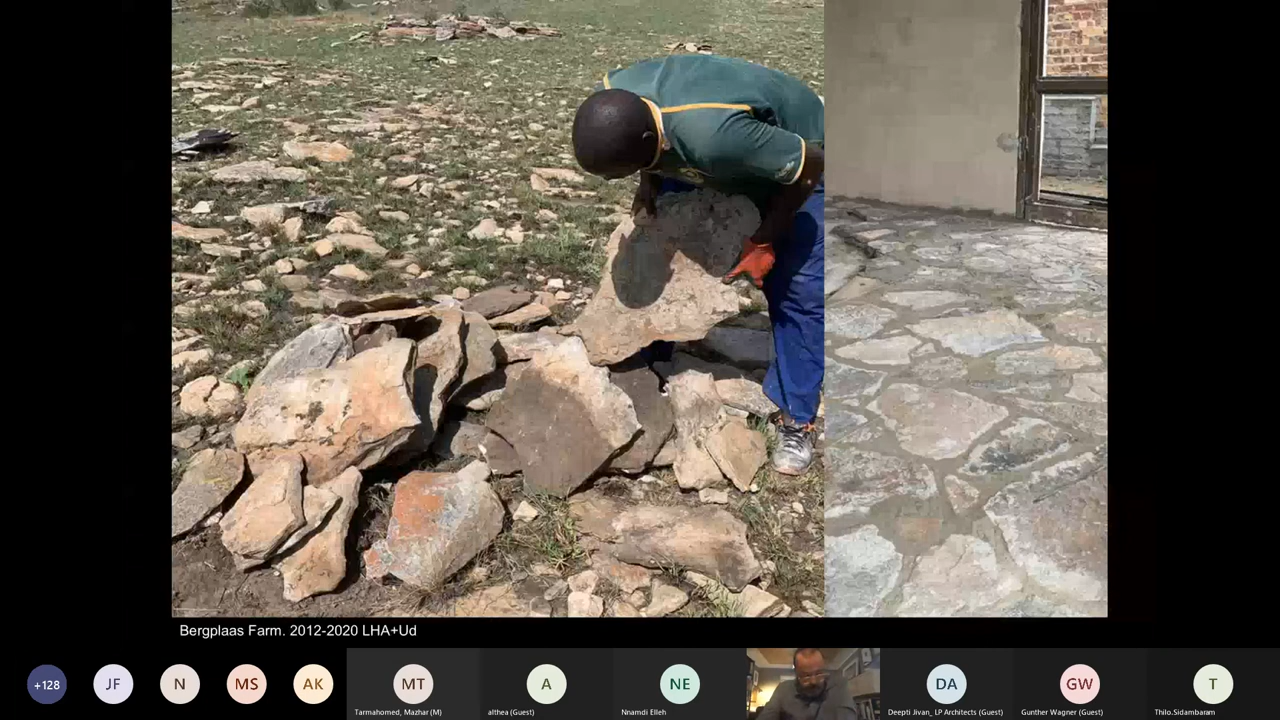 Bergplaas Farm. 2012-2020 LHA+Ud
+128
JF
N
MS
AK
MT
A
NE
DA
GW
T
Tarmahomed, Mazhar (M)
althea (Guest)
Nnamdi Elleh
Deepti Jivan_ LP Architects (Guest)
Gunther Wagner (Guest)
Thilo.Sidambaram